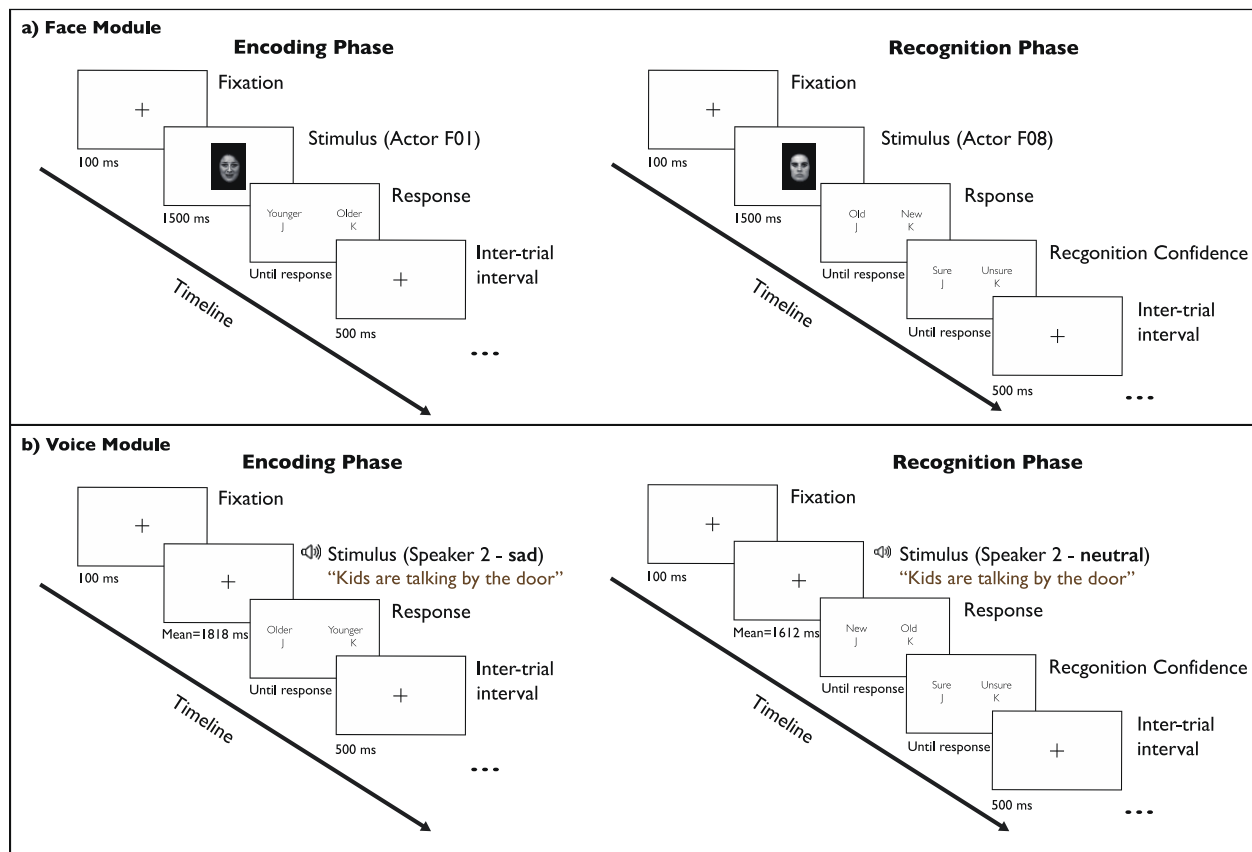 a) Face Module
Encoding Phase
Fixation
100 ms
Stimulus (Actor F01)
1500 ms
Response
Younger Older
J K
Until response
Inter-trial
interval
500 ms
Timeline
...
Recognition Phase
Fixation
100 ms
Stimulus (Actor F08)
1500 ms
Rsponse
Old New
J K
Until response
Recgonition Confidence
Sure Unsure
J K
Until response
Inter-trial
interval
500 ms
Timeline
...
b) Voice Module
Encoding Phase
Fixation
100 ms
Stimulus (Speaker 2 - sad)
“Kids are talking by the door”
Mean=1818 ms
Response
Older Younger
J K
Until response
Inter-trial
interval
500 ms
Timeline
...
Recognition Phase
Fixation
100 ms
Stimulus (Speaker 2 - neutral)
“Kids are talking by the door”
Mean=1612 ms
Response
New Old
J K
Until response
Recgonition Confidence
Sure Unsure
J K
Until response
Inter-trial
interval
500 ms
Timeline
...